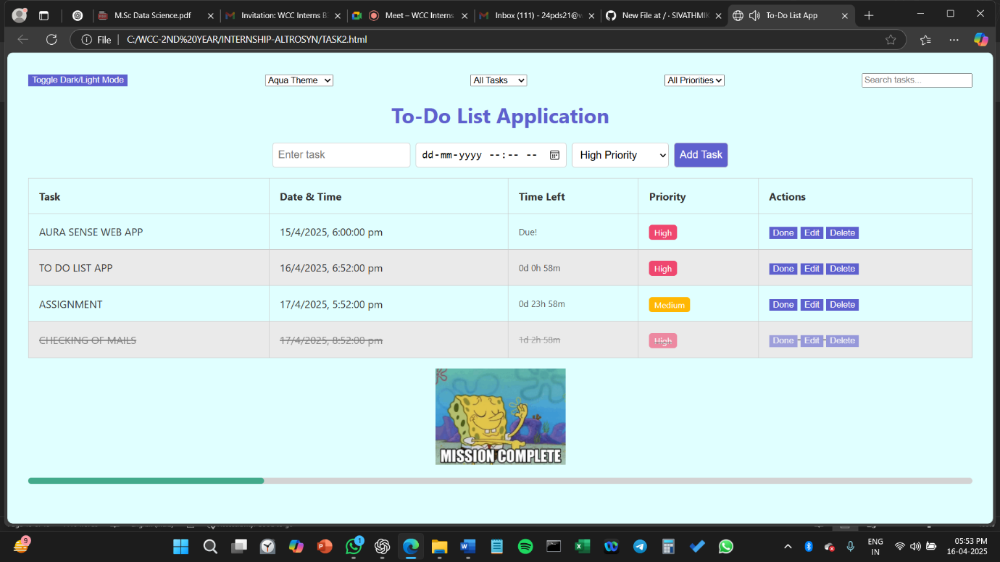 M.Sc Data Science.pdf
Invitation: WCC Interns B
Meet – WCC Interns
Inbox (111) - 24pds21@
New File at / · SIVATHMI
To-Do List App
File
C:/WCC-2ND%20YEAR/INTERNSHIP-ALTROSYN/TASK2.html
Toggle Dark/Light Mode
Aqua Theme
All Tasks
All Priorities
Search tasks...
To-Do List Application
Enter task
dd-mm-yyyy --:-- --
High Priority
Add Task
Task Date & Time Time Left Priority Actions
AURA SENSE WEB APP 15/4/2025, 6:00:00 pm Due! High Done Edit Delete
TO DO LIST APP 16/4/2025, 6:52:00 pm 0d 0h 58m High Done Edit Delete
ASSIGNMENT 17/4/2025, 5:52:00 pm 0d 23h 58m Medium Done Edit Delete
CHECKING OF MAILS 17/4/2025, 8:52:00 pm 1d 2h 58m High Done Edit Delete
MISSION COMPLETE
9
1
ENG
IN
05:53 PM
16-04-2025